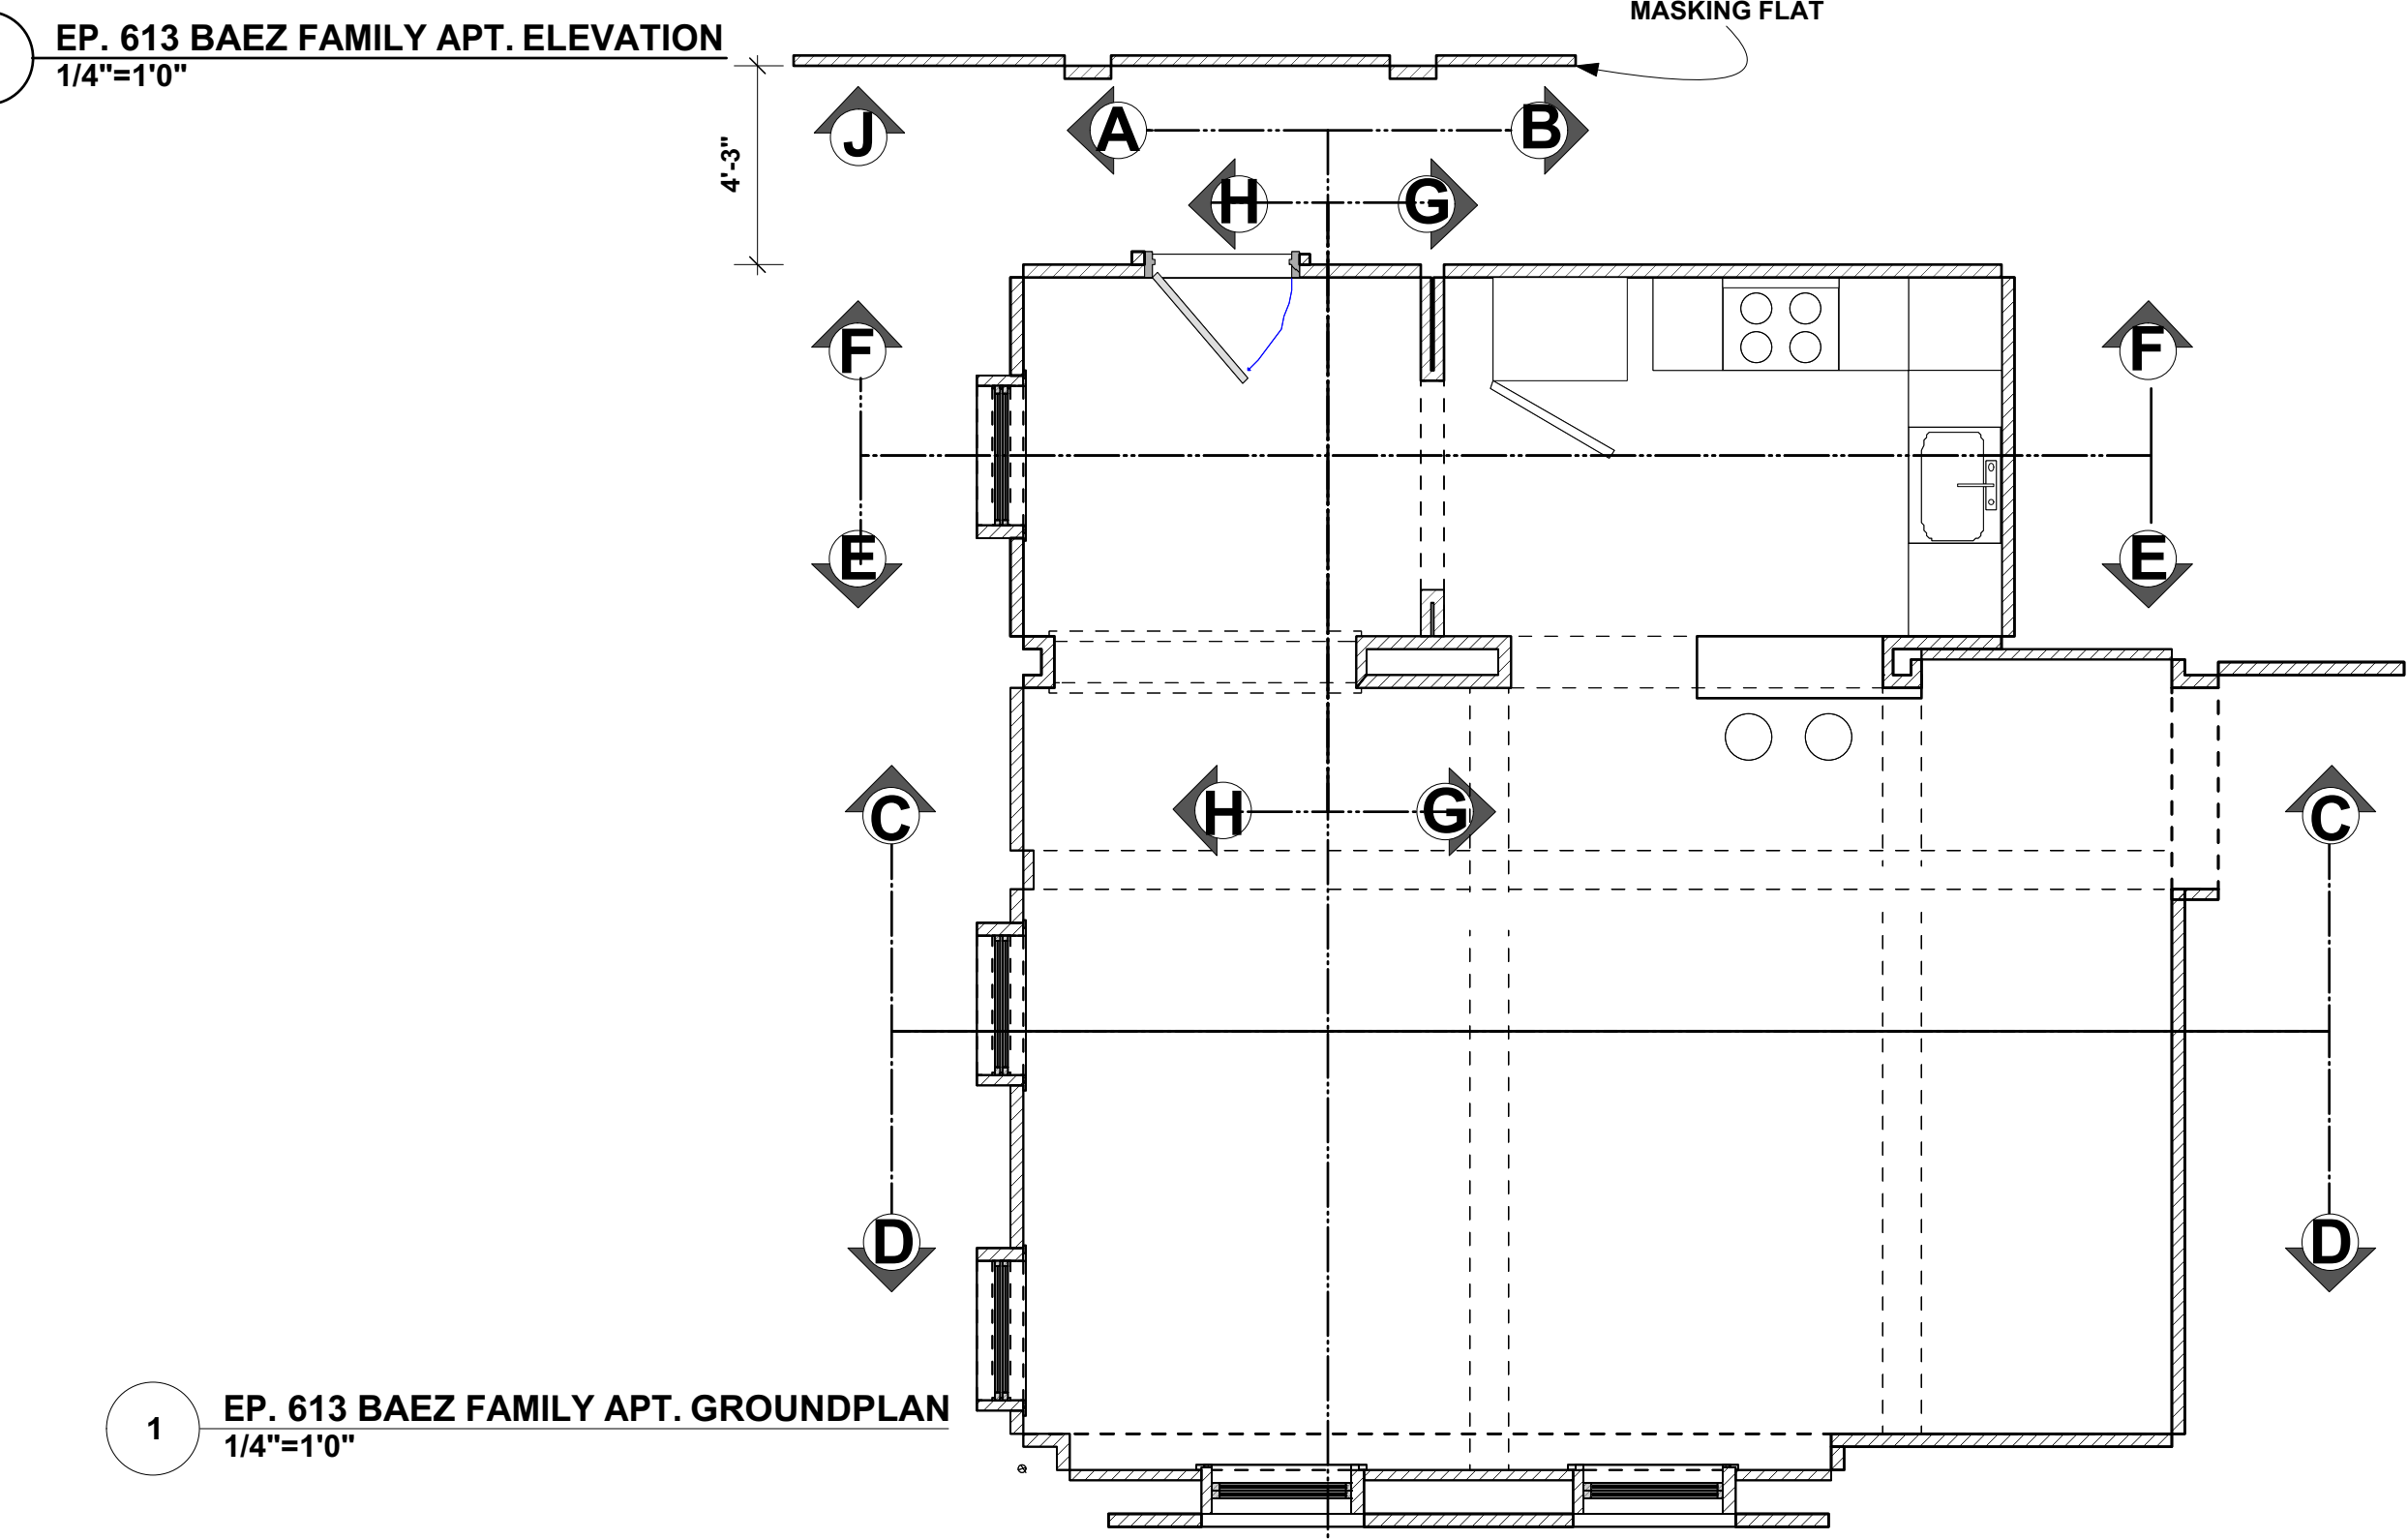 MASKING FLAT
EP. 613 BAEZ FAMILY APT. ELEVATION
1/4"=1'0"
J
A
B
4'-3"
H
G
F
F
E
E
H
G
C
C
D
D
1
EP. 613 BAEZ FAMILY APT. GROUNDPLAN
1/4"=1'0"